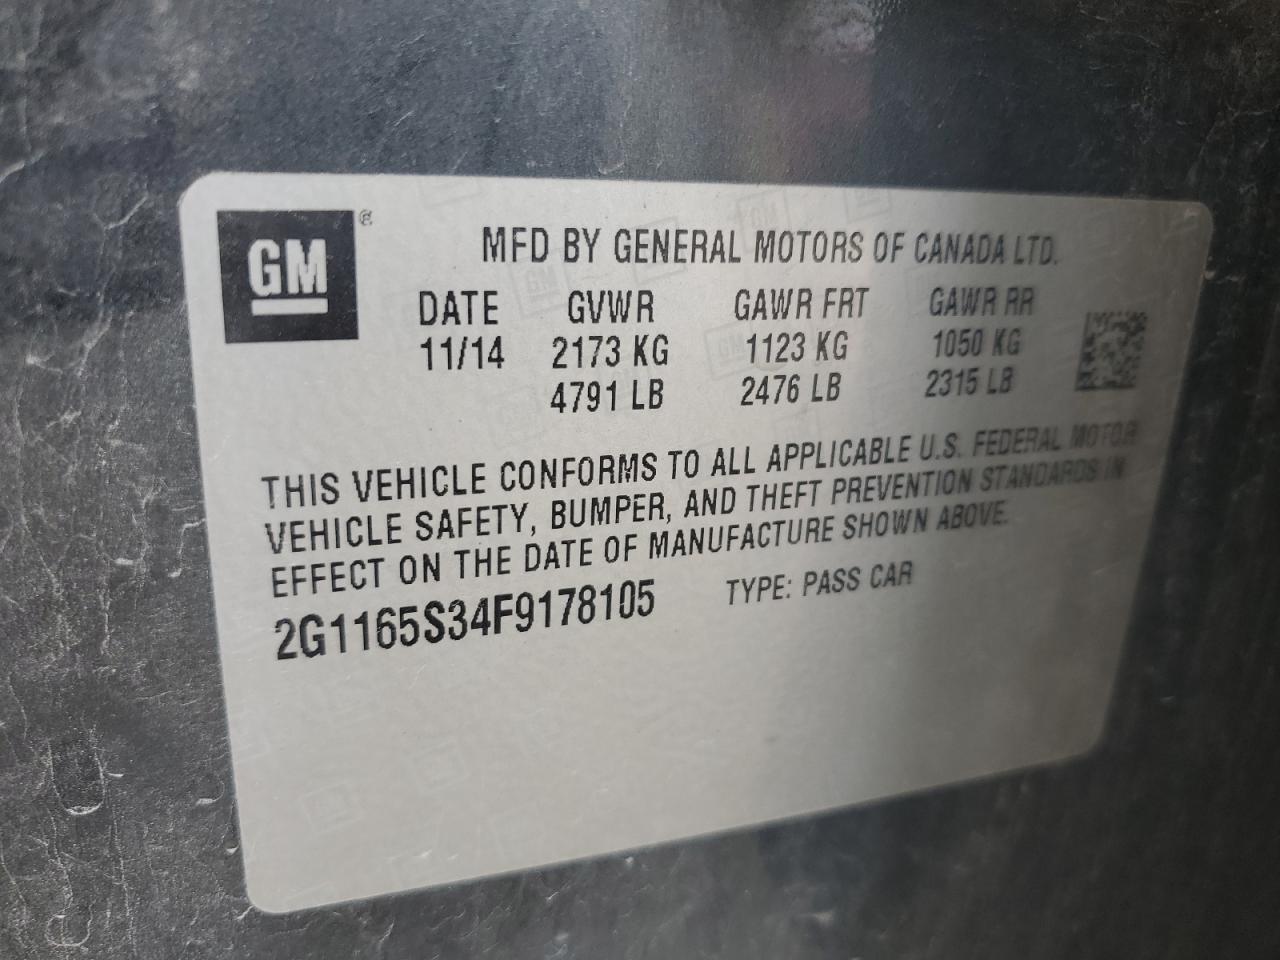 GM®
MFD BY GENERAL MOTORS OF CANADA LTD.
DATE GVWR GAWR FRT GAWR RR
11/14 2173 KG 1123 KG 1050 KG
4791 LB 2476 LB 2315 LB
THIS VEHICLE CONFORMS TO ALL APPLICABLE U.S. FEDERAL MOTOR
VEHICLE SAFETY, BUMPER, AND THEFT PREVENTION STANDARDS IN
EFFECT ON THE DATE OF MANUFACTURE SHOWN ABOVE.
2G1165S34F9178105 TYPE: PASS CAR